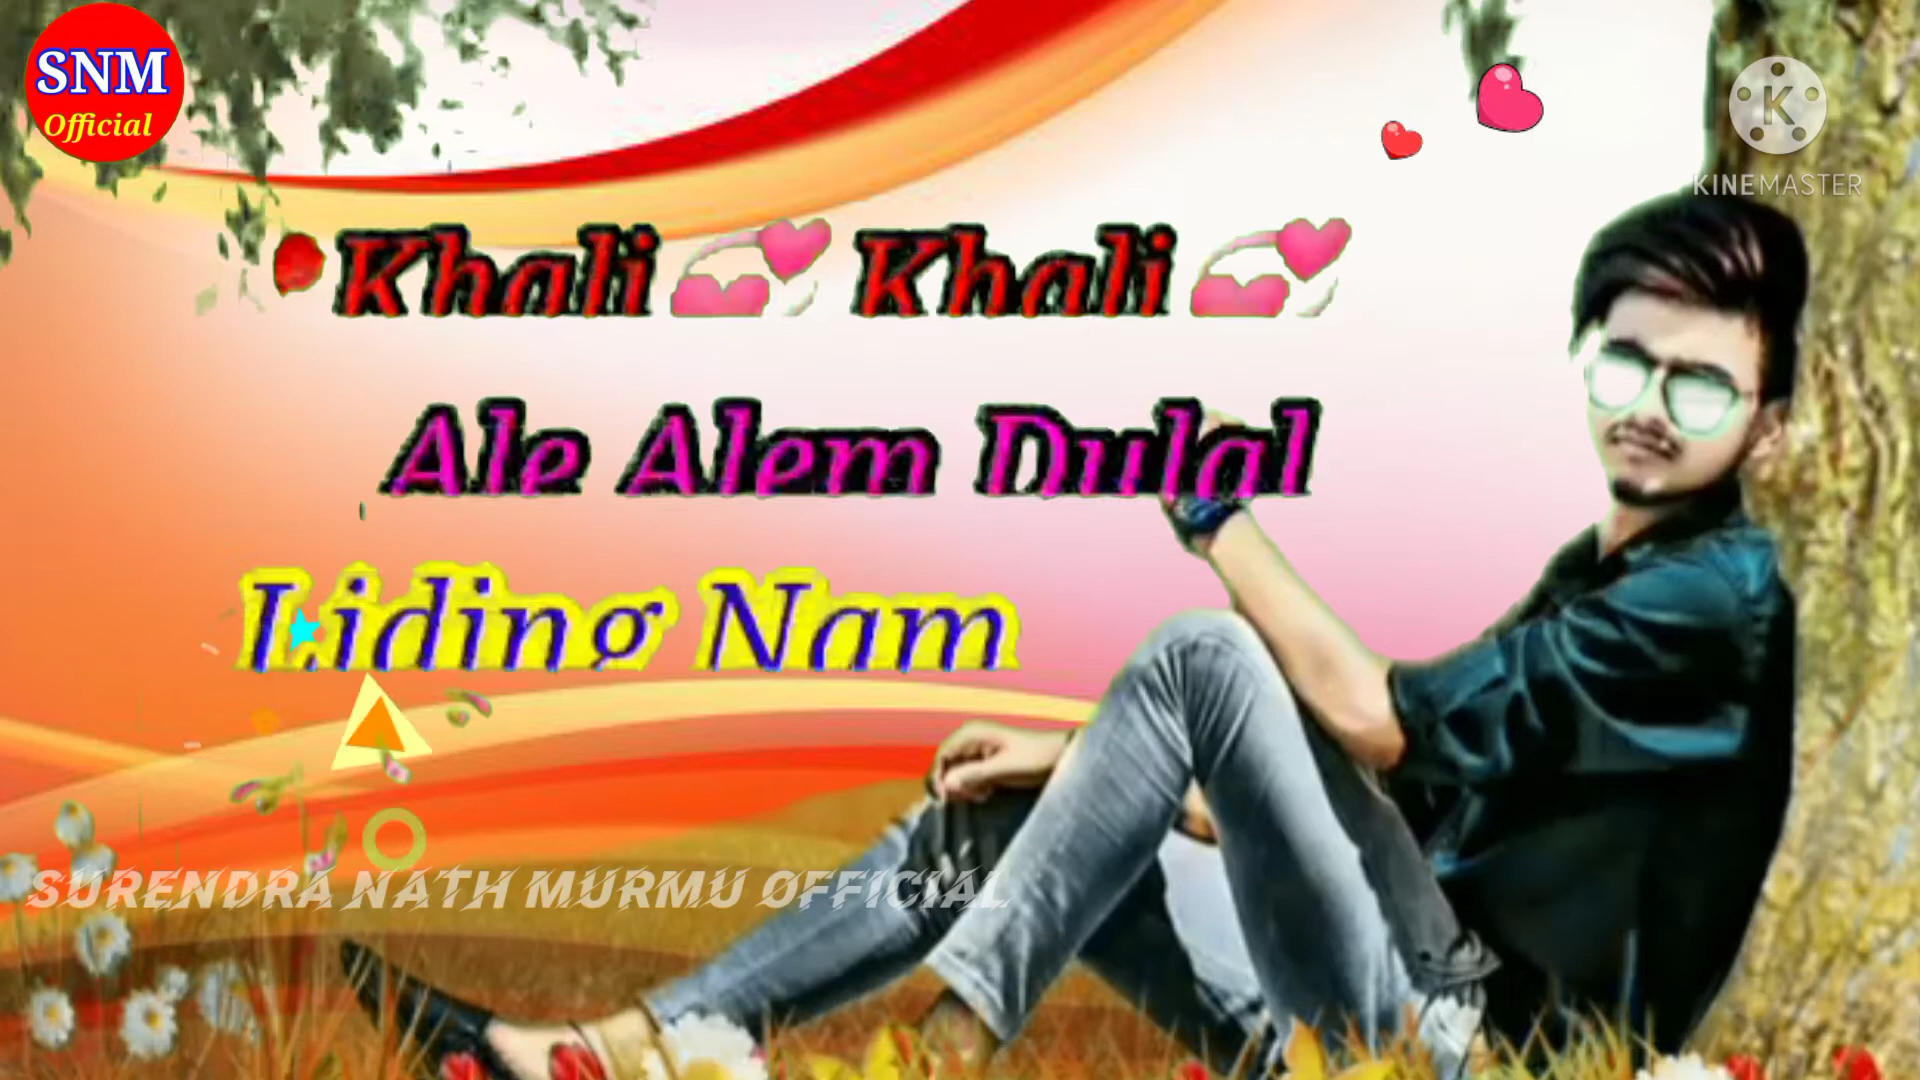 SNM
Official
KINEMASTER
Khali 💞 Khali 💞
Ale Alem Dulal
Liding Nam
SURENDRA NATH MURMU OFFICIAL